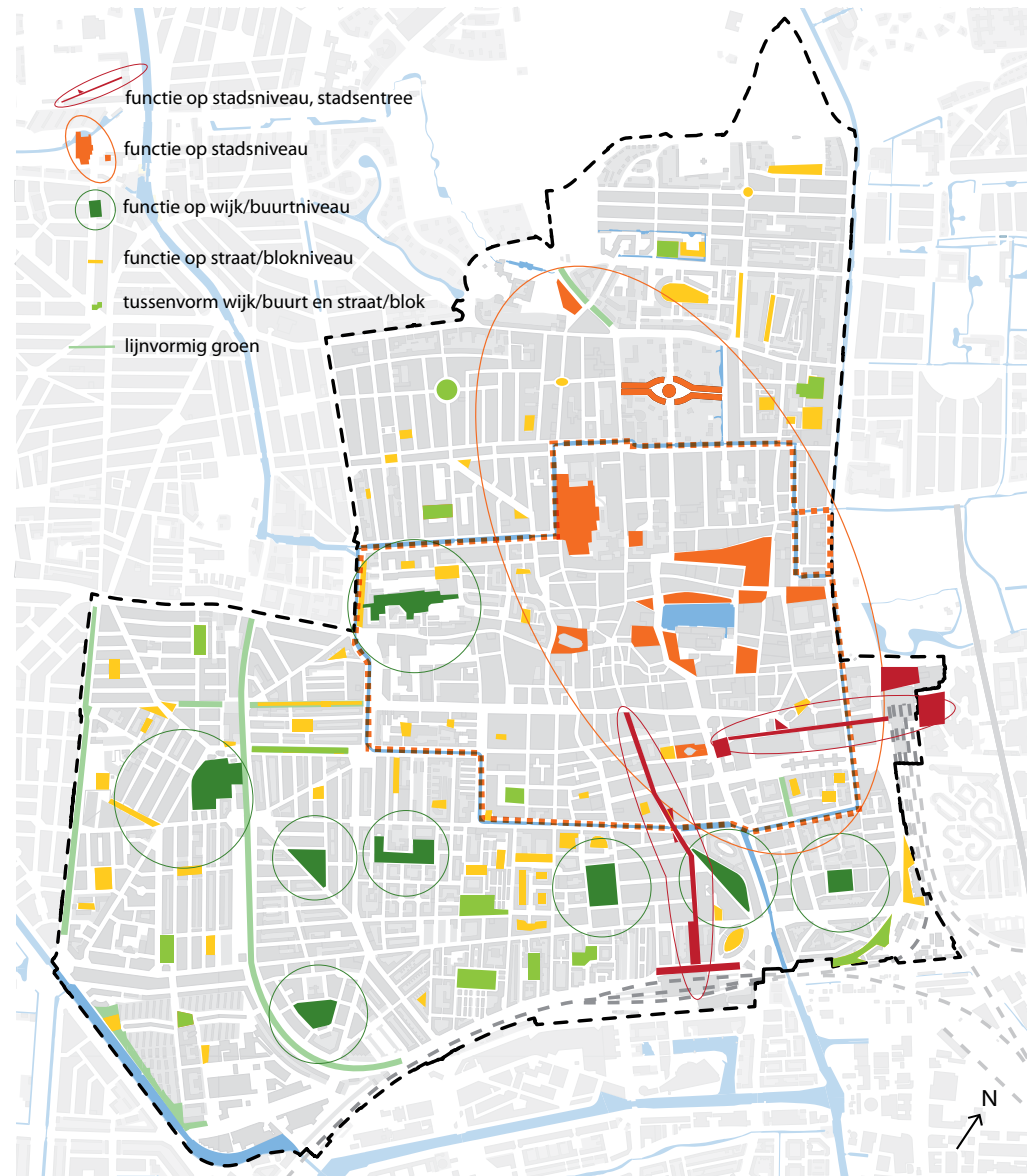 functie op stadsniveau, stadsentree
functie op stadsniveau
functie op wijk/buurtniveau
functie op straat/blokniveau
tussenvorm wijk/buurt en straat/blok
lijnvormig groen
N